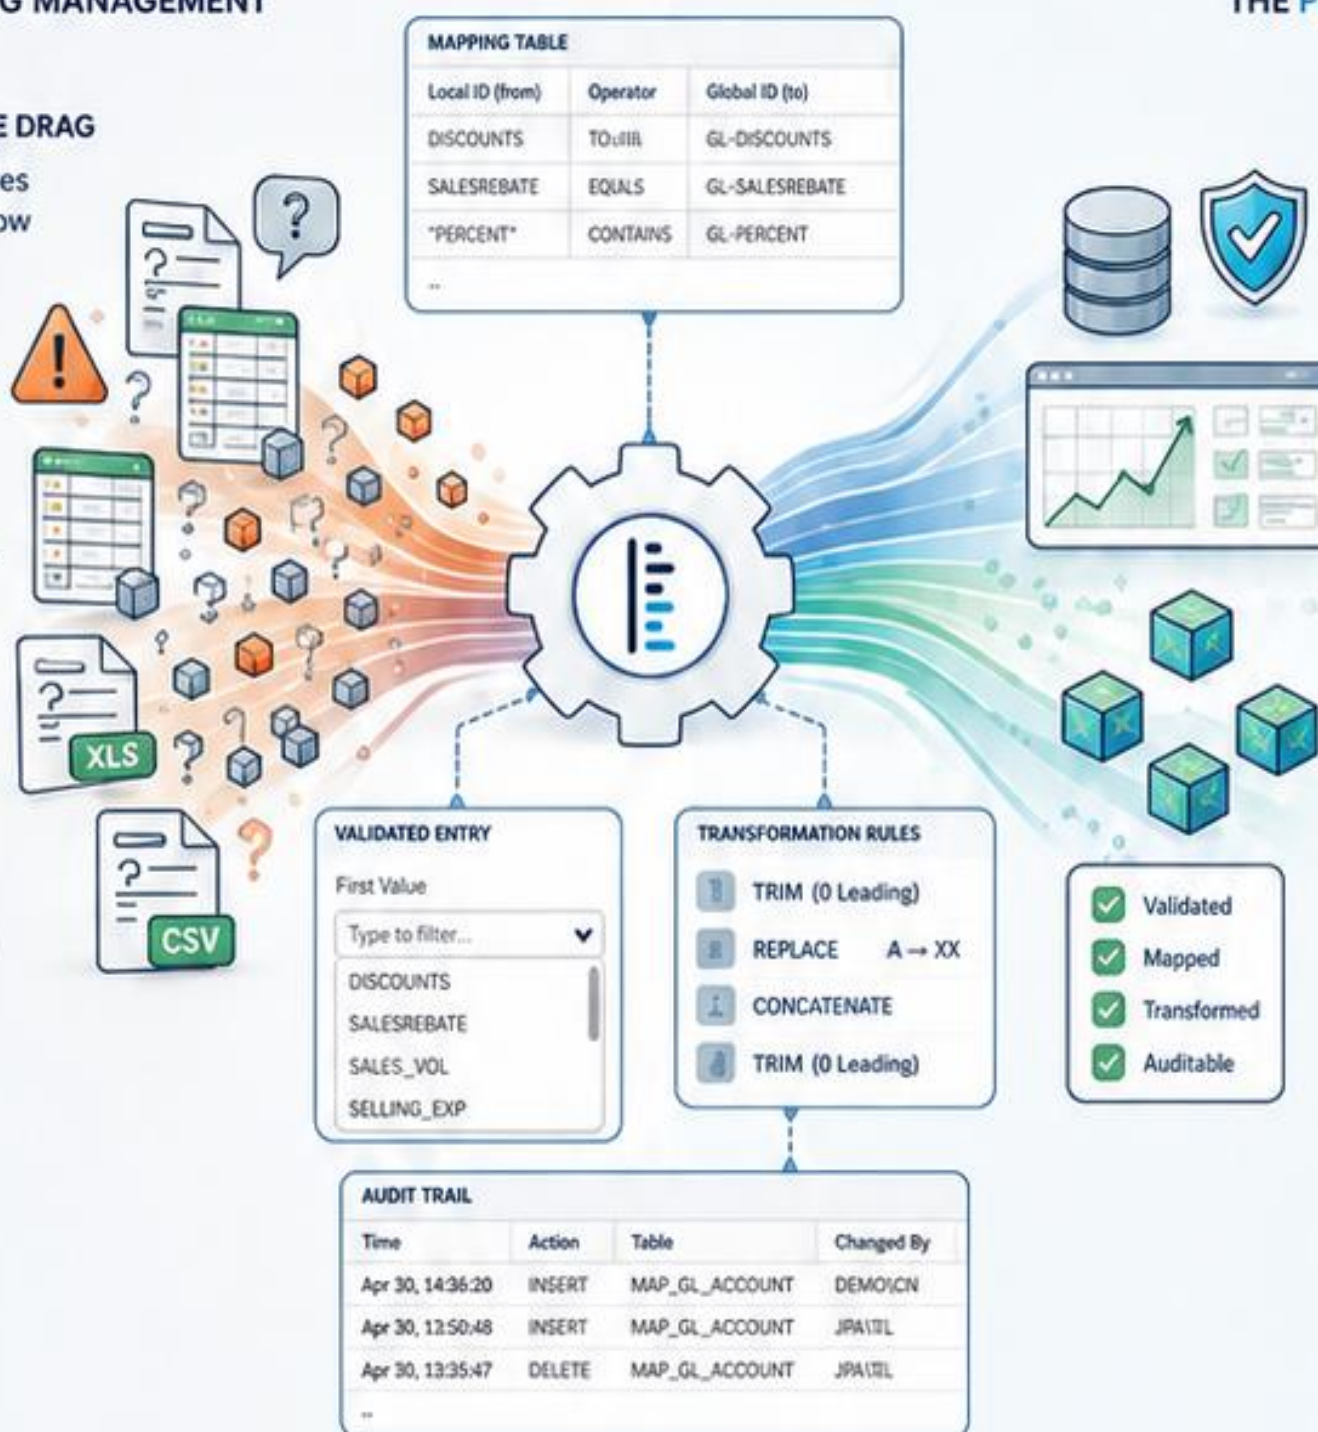 G MANAGEMENT
THE P
E DRAG
es
ow
MAPPING TABLE
Local ID (from) Operator Global ID (to)
DISCOUNTS GL-DISCOUNTS
SALESREBATE EQULS GL-SALESREBATE
"PERCENT" CONTAINS GL-PERCENT
..
XLS
CSV
VALIDATED ENTRY
First Value
Type to filter...
DISCOUNTS
SALESREBATE
SALES_VOL
SELLING_EXP
TRANSFORMATION RULES
TRIM (0 Leading)
REPLACE A → XX
CONCATENATE
TRIM (0 Leading)
Validated
Mapped
Transformed
Auditable
AUDIT TRAIL
Time Action Table Changed By
Apr 30, 14:36:20 INSERT MAP_GL_ACCOUNT DEMO\CN
Apr 30, INSERT MAP_GL_ACCOUNT
Apr 30, 13:35:47 DELETE MAP_GL_ACCOUNT
..